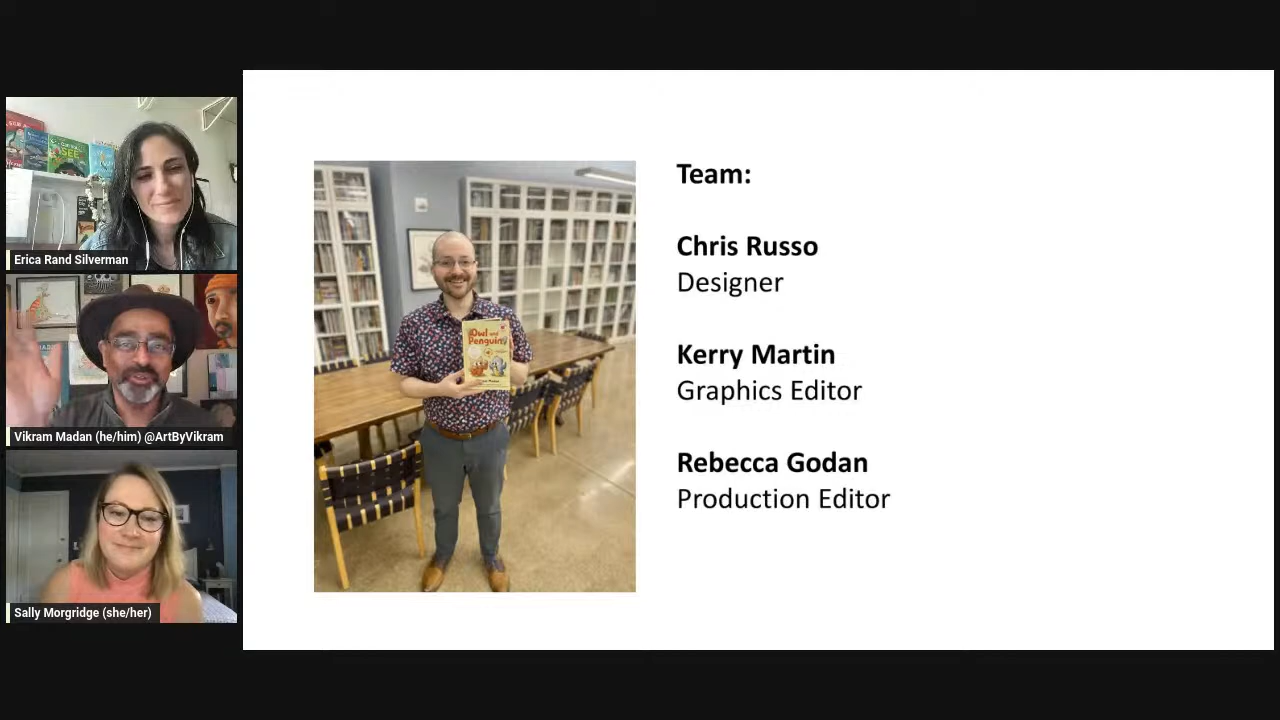 SEE
Erica Rand Silverman
Vikram Madan (he/him) @ArtByVikram
Sally Morgridge (she/her)
Owl and
Penguin
Team:
Chris Russo
Designer
Kerry Martin
Graphics Editor
Rebecca Godan
Production Editor